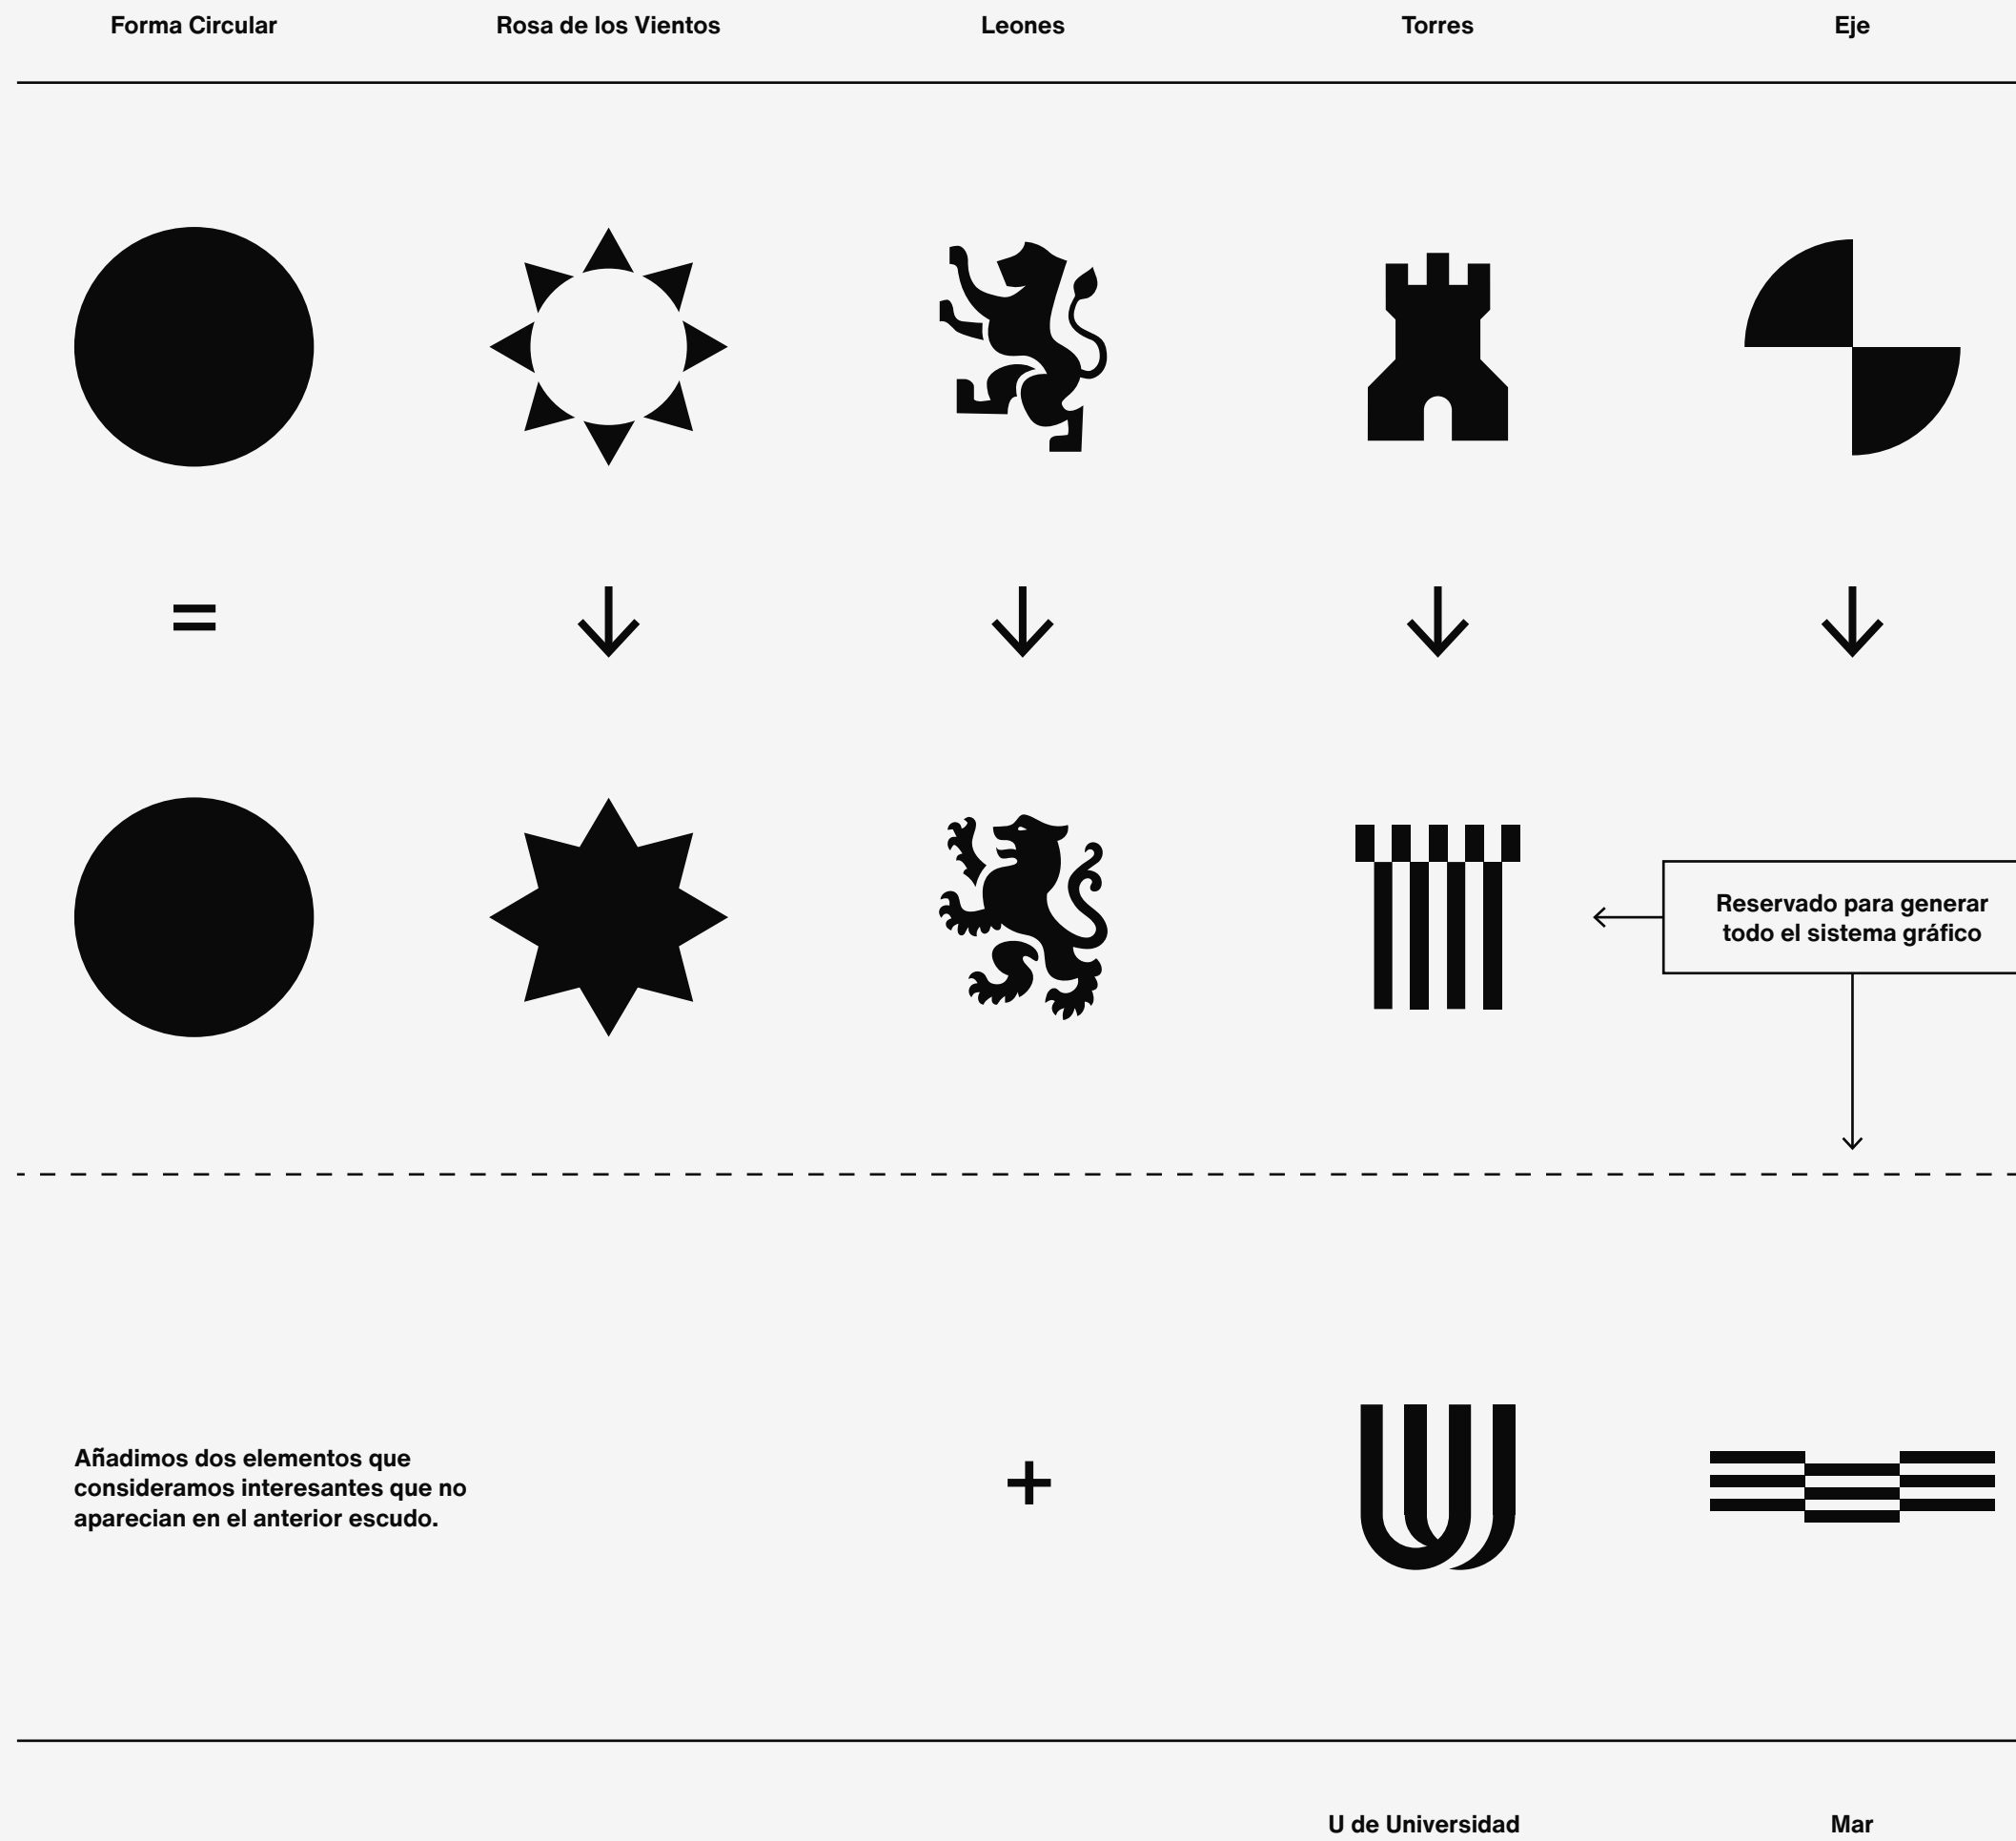 Forma Circular
Rosa de los Vientos
Leones
Torres
Eje
Reservado para generar
todo el sistema gráfico
Añadimos dos elementos que
consideramos interesantes que no
aparecian en el anterior escudo.
U de Universidad
Mar